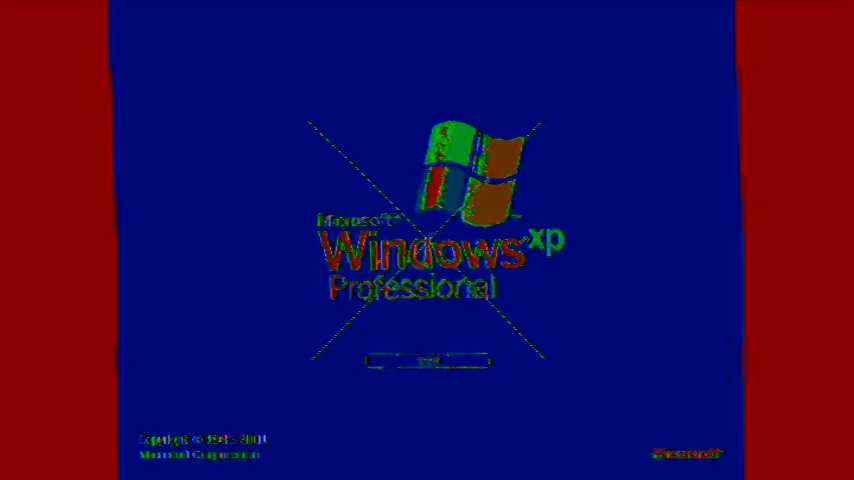 Microsoft
Windows xp
Professional
Copyright © 1985-2001
Microsoft Corporation
Microsoft